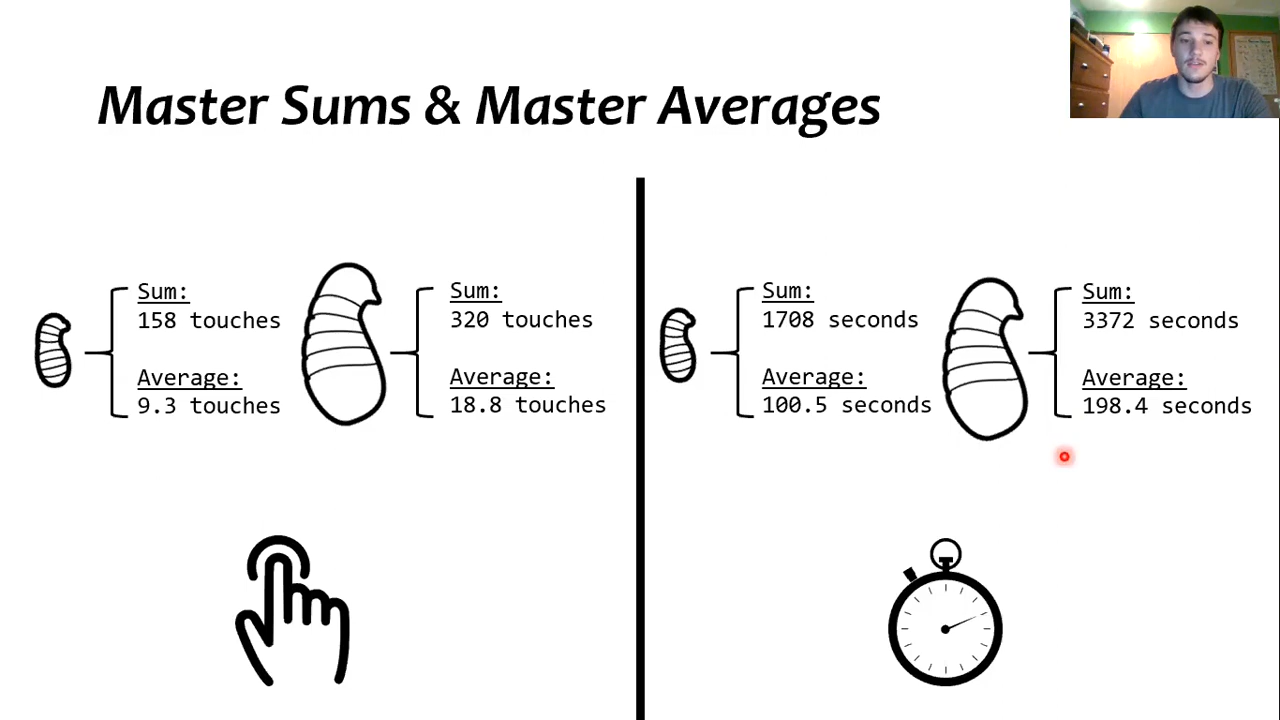 Master Sums & Master Averages
Sum:
158 touches
Average:
9.3 touches
Sum:
320 touches
Average:
18.8 touches
Sum:
1708 seconds
Average:
100.5 seconds
Sum:
3372 seconds
Average:
198.4 seconds